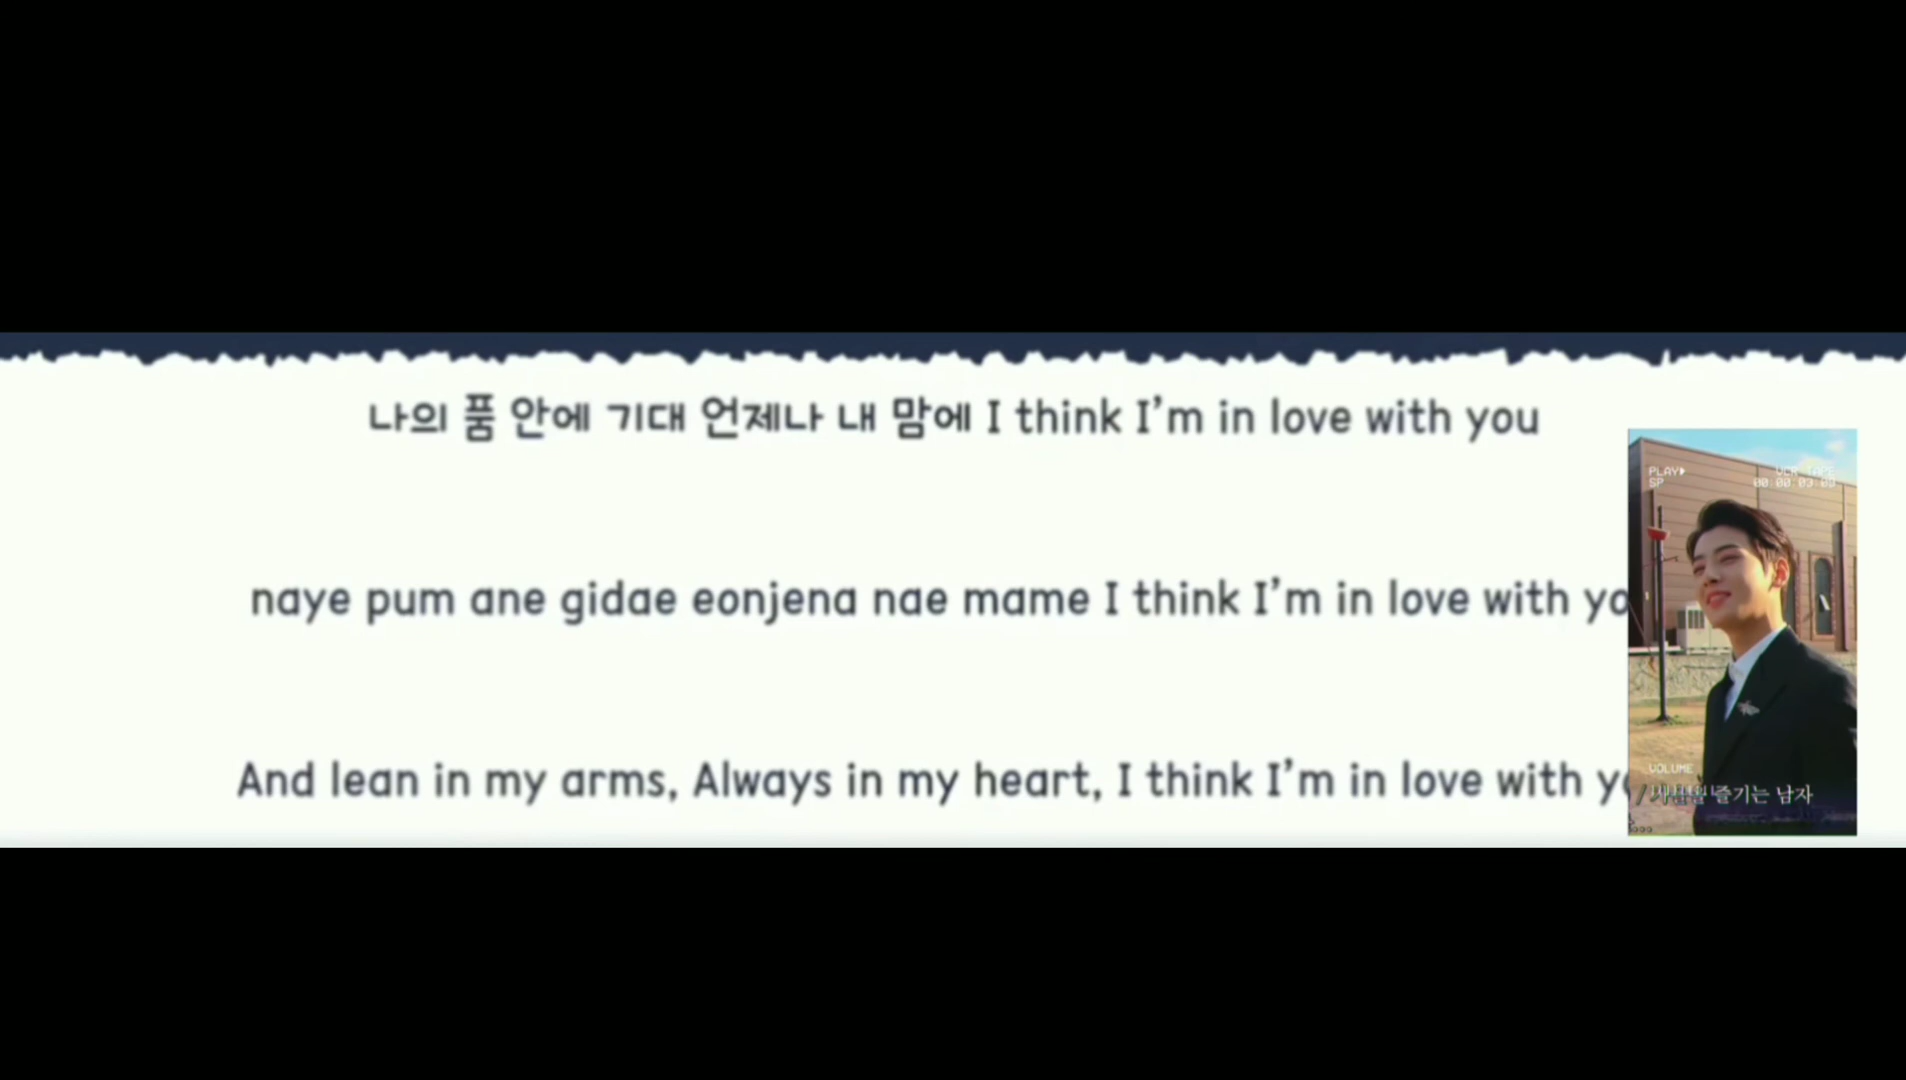 나의 품 안에 기대 언제나 내 맘에 I think I’m in love with you
naye pum ane gidae eonjena nae mame I think I’m in love with yo
And lean in my arms, Always in my heart, I think I’m in love with y
PLAY
SP
VCR TAPE
VOLUME
즐기는 남자